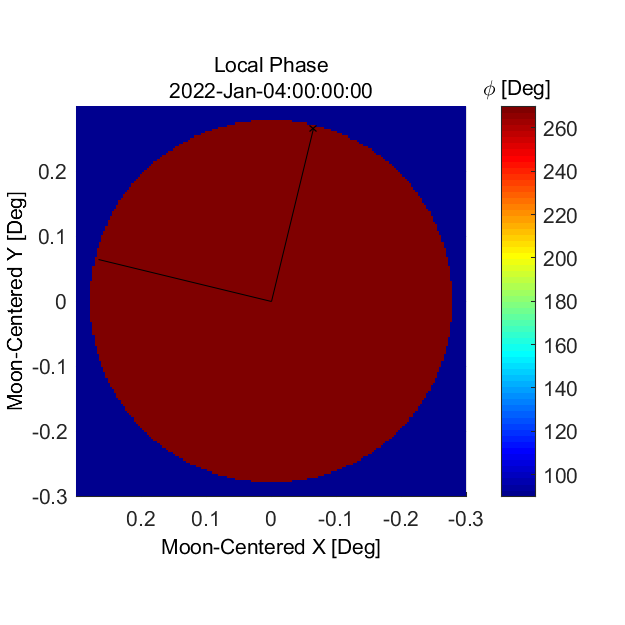 Local Phase
2022-Jan-04:00:00:00
ϕ [Deg]
260
240
220
200
180
160
140
120
100
Moon-Centered Y [Deg]
0.2
0.1
0
-0.1
-0.2
-0.3
0.2 0.1 0 -0.1 -0.2 -0.3
Moon-Centered X [Deg]